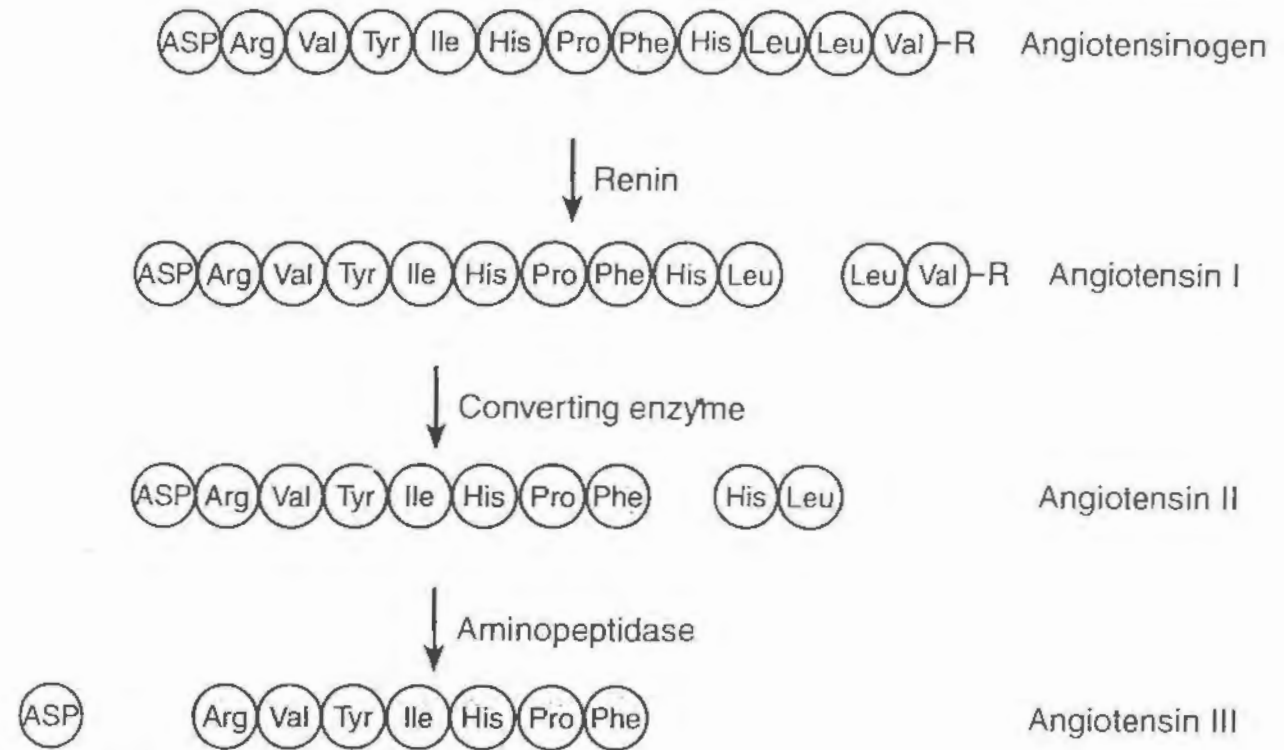 ASP Arg Val Tyr Ile His Pro Phe His Leu Leu Val -R Angiotensinogen
Renin
ASP Arg Val Tyr Ile His Pro Phe His Leu Leu Val -R Angiotensin I
Converting enzyme
ASP Arg Val Tyr Ile His Pro Phe His Leu Angiotensin II
Aminopeptidase
ASP Arg Val Tyr Ile His Pro Phe Angiotensin III